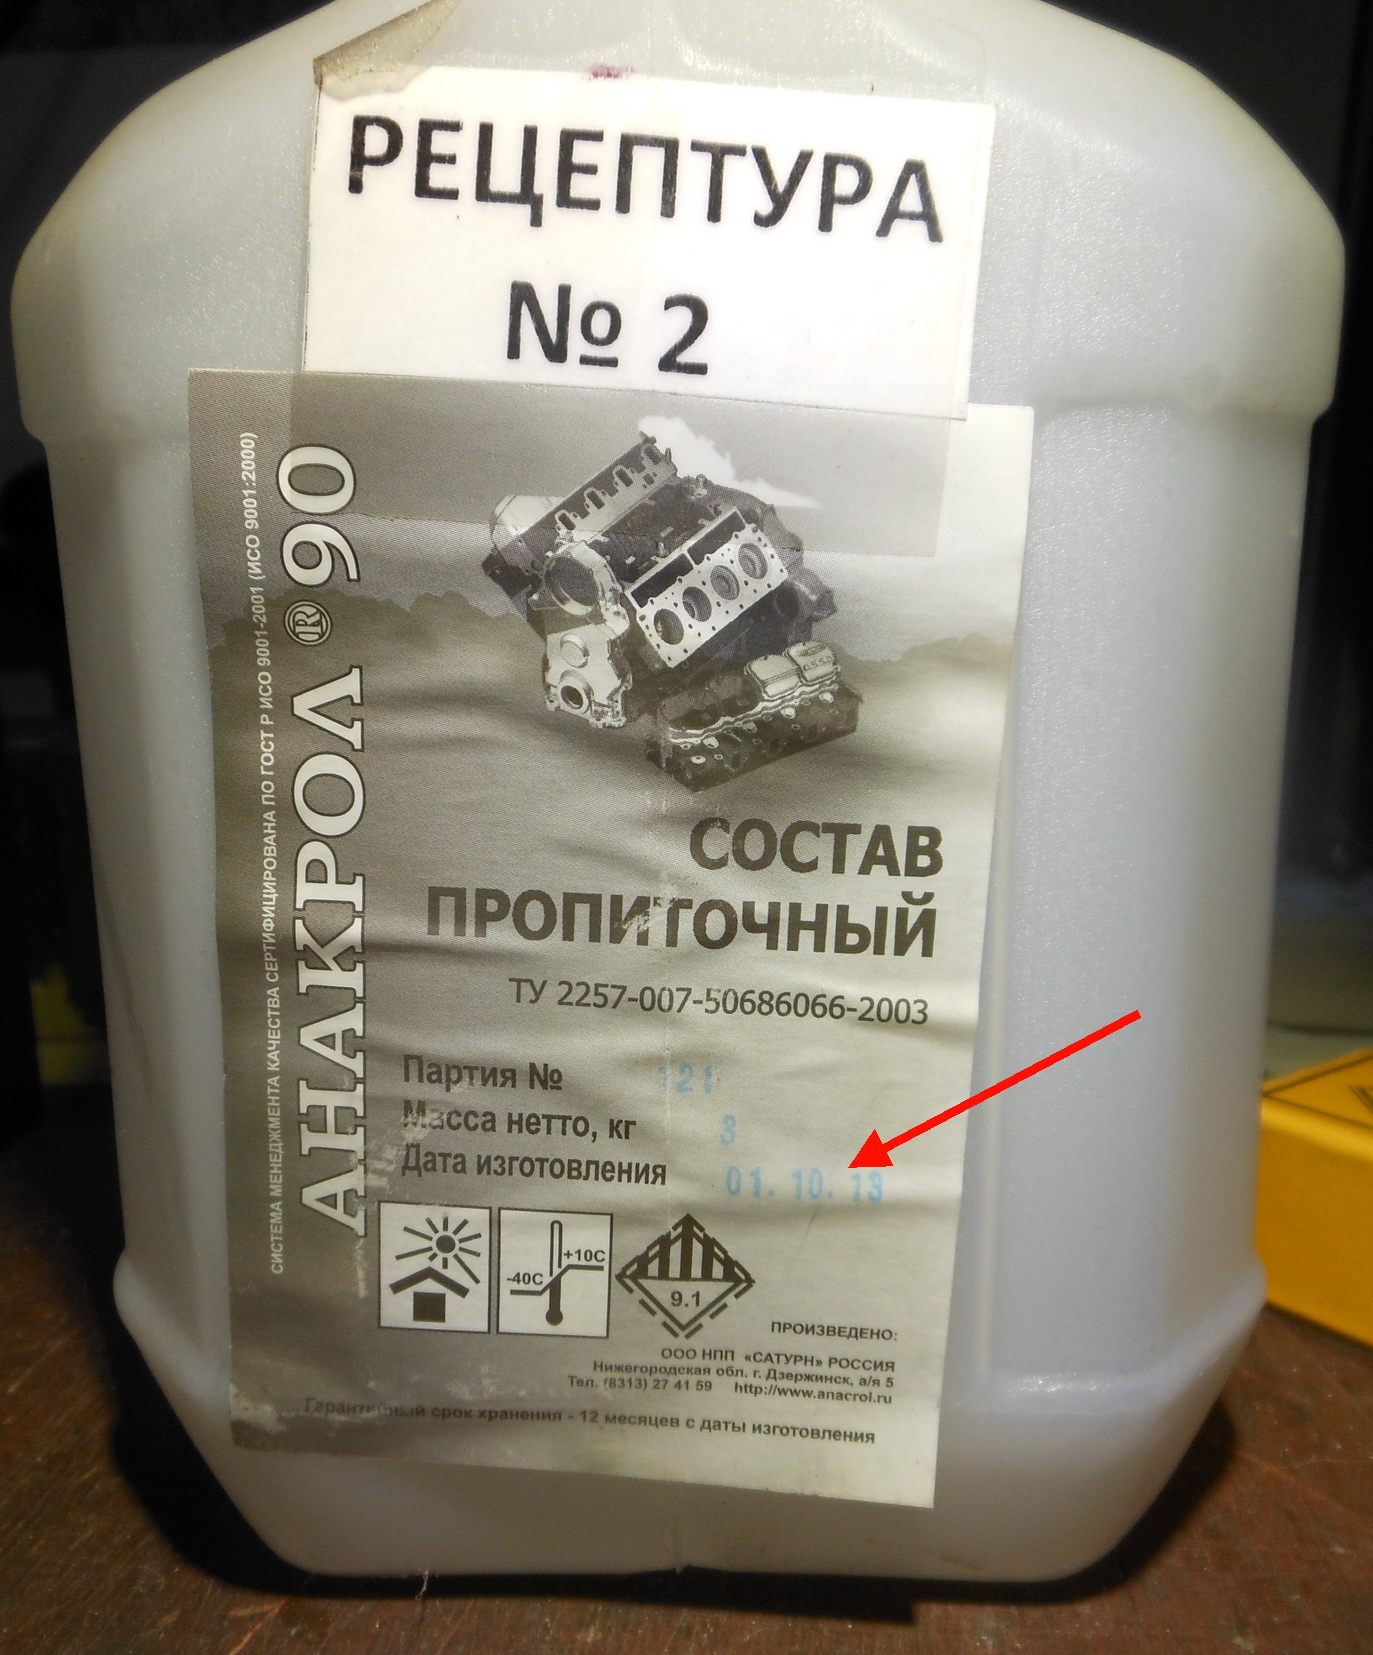 РЕЦЕПТУРА
№ 2
СИСТЕМА МЕНЕДЖМЕНТА КАЧЕСТВА СЕРТИФИЦИРОВАНА ПО ГОСТ Р ИСО 9001-2001 (ИСО 9001:2000)
АНАКРОЛ ® 90
СОСТАВ
ПРОПИТОЧНЫЙ
ТУ 2257-007-50686066-2003
Партия № 121
Масса нетто, кг 3
Дата изготовления 01. 10. 13
-40С +10С
9.1
ПРОИЗВЕДЕНО:
ООО НПП «САТУРН» РОССИЯ
Нижегородская обл. г. Дзержинск, а/я 5
Тел. (8313) 27 41 59 http://www.anacrol.ru
Гарантийный срок хранения - 12 месяцев с даты изготовления